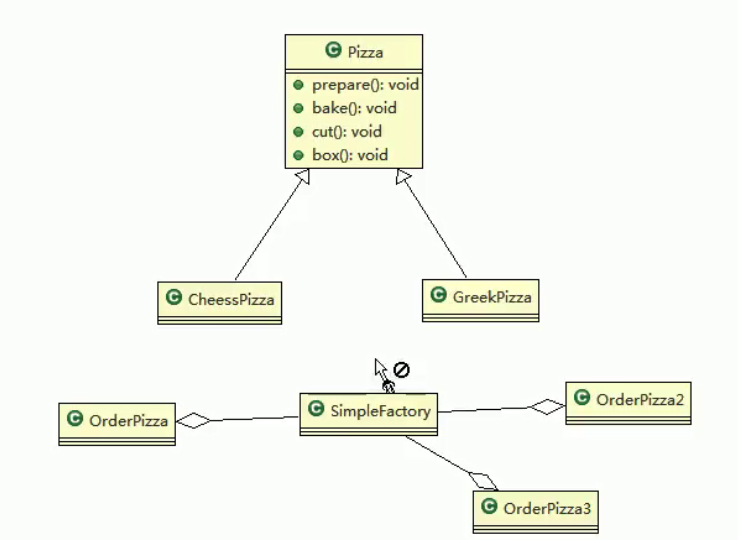 Pizza
prepare(): void
bake(): void
cut(): void
box(): void
CheessPizza
GreekPizza
OrderPizza
SimpleFactory
OrderPizza2
OrderPizza3